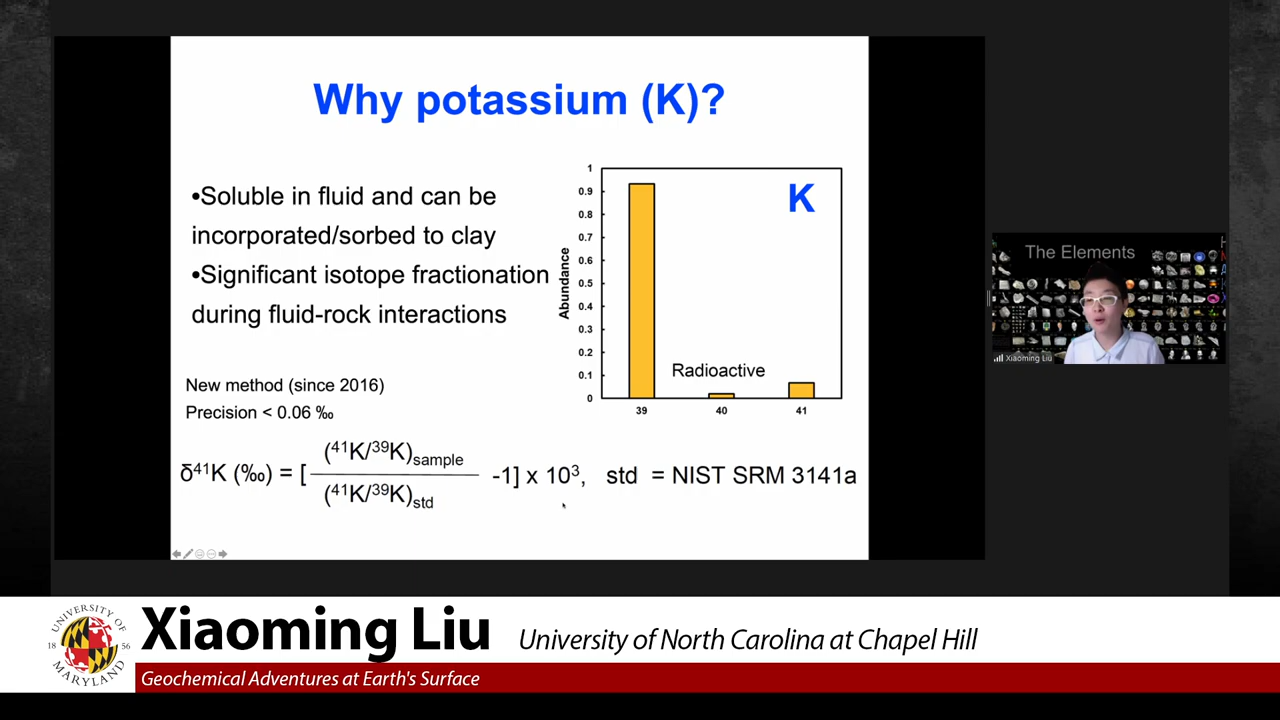 Why potassium (K)?
•Soluble in fluid and can be
incorporated/sorbed to clay
•Significant isotope fractionation
during fluid-rock interactions
New method (since 2016)
Precision < 0.06 ‰
Abundance
1
0.9
0.8
0.7
0.6
0.5
0.4
0.3
0.2
0.1
0
K
Radioactive
39 40 41
δ⁴¹K (‰) = [ (⁴¹K/³⁹K)sample / (⁴¹K/³⁹K)std -1] x 10³, std = NIST SRM 3141a
The Elements
Xiaoming Liu
UNIVERSITY OF
18 56
MARYLAND
Xiaoming Liu University of North Carolina at Chapel Hill
Geochemical Adventures at Earth's Surface